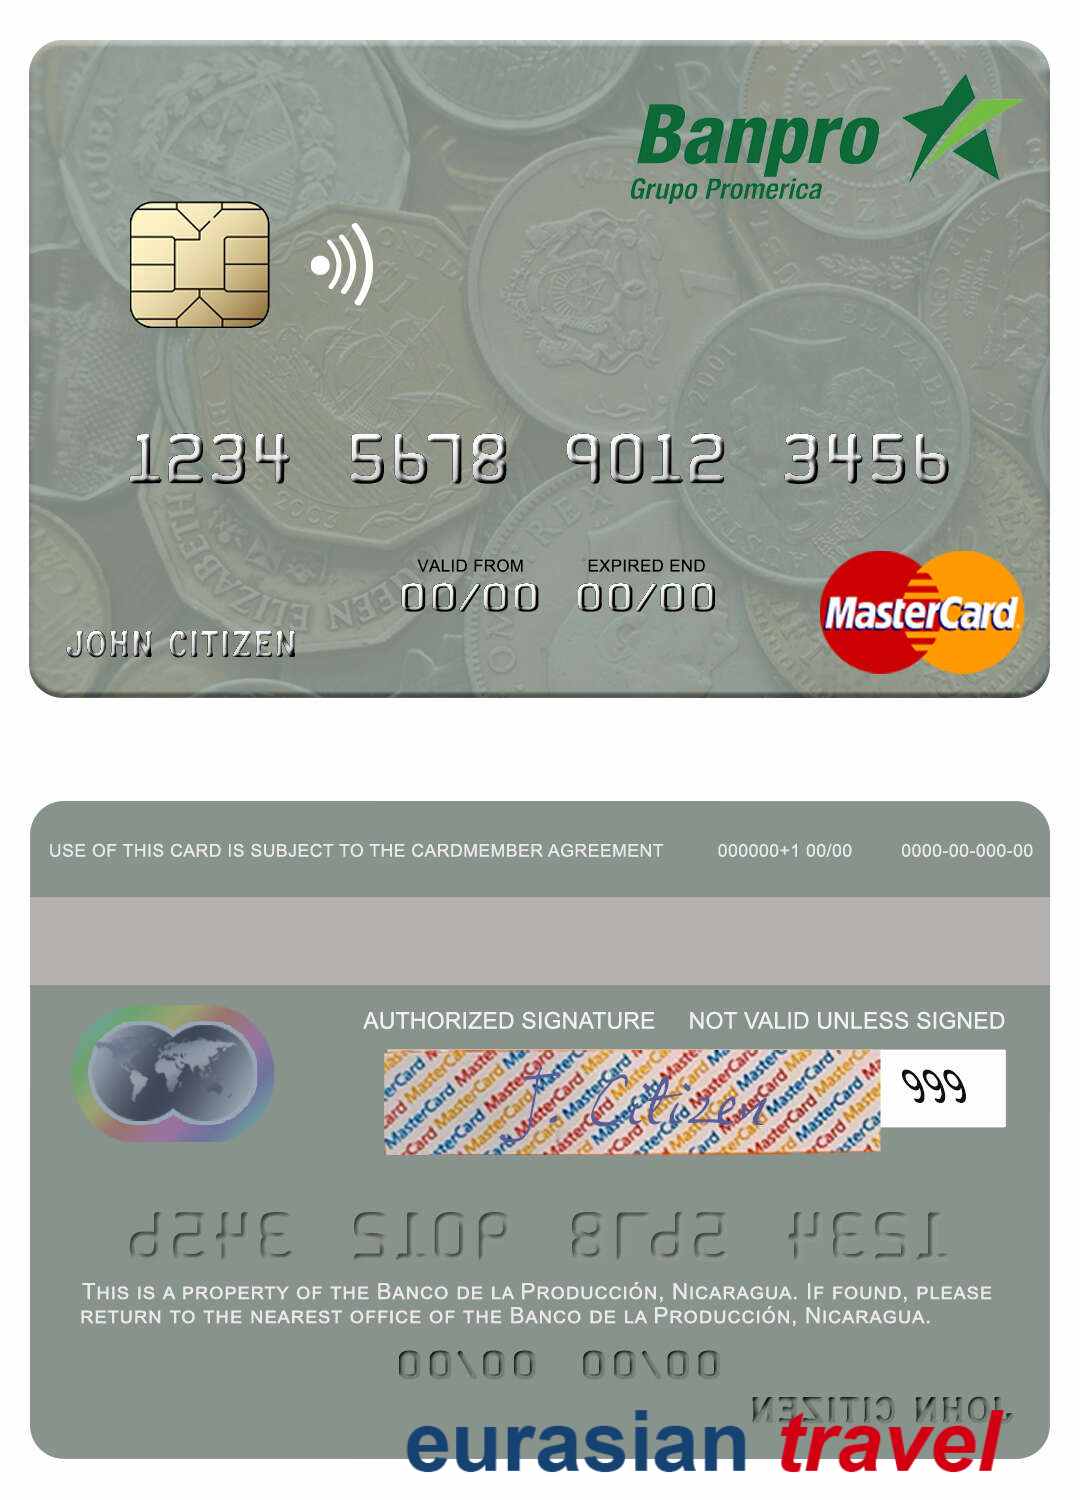 Banpro
Grupo Promerica
1234 5678 9012 3456
VALID FROM EXPIRED END
00/00 00/00
JOHN CITIZEN
MasterCard
USE OF THIS CARD IS SUBJECT TO THE CARDMEMBER AGREEMENT 000000+1 00/00 0000-00-000-00
AUTHORIZED SIGNATURE NOT VALID UNLESS SIGNED
J. Citizen
999
1234 5678 9012 3456
THIS IS A PROPERTY OF THE BANCO DE LA PRODUCCIÓN, NICARAGUA. IF FOUND, PLEASE
RETURN TO THE NEAREST OFFICE OF THE BANCO DE LA PRODUCCIÓN, NICARAGUA.
00/00 00/00
JOHN CITIZEN
eurasian travel